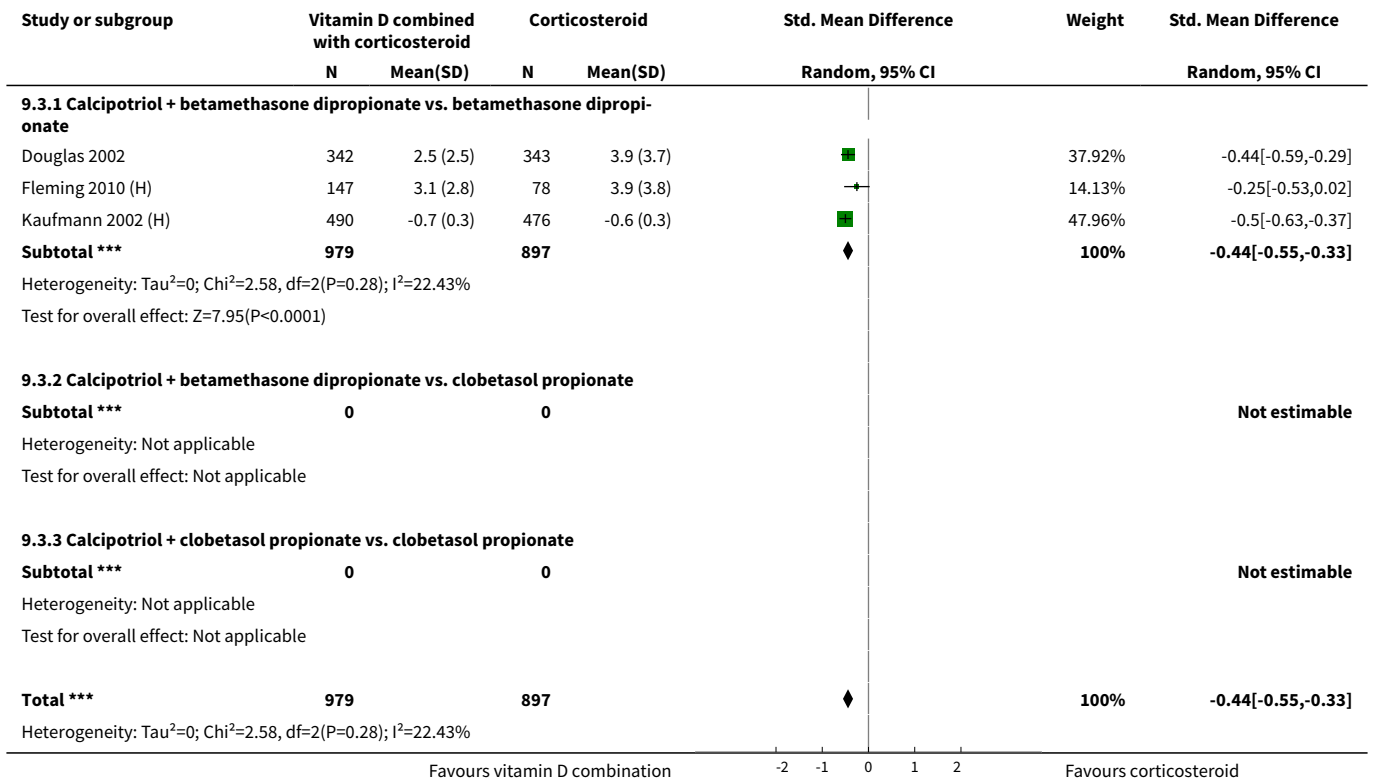 Study or subgroup Vitamin D combined Corticosteroid Std. Mean Difference Weight Std. Mean Difference
with corticosteroid
N Mean(SD) N Mean(SD) Random, 95% CI Random, 95% CI
9.3.1 Calcipotriol + betamethasone dipropionate vs. betamethasone dipropi-
onate
Douglas 2002 342 2.5 (2.5) 343 3.9 (3.7) 37.92% -0.44[-0.59,-0.29]
Fleming 2010 (H) 147 3.1 (2.8) 78 3.9 (3.8) 14.13% -0.25[-0.53,0.02]
Kaufmann 2002 (H) 490 -0.7 (0.3) 476 -0.6 (0.3) 47.96% -0.5[-0.63,-0.37]
Subtotal *** 979 897 100% -0.44[-0.55,-0.33]
Heterogeneity: Tau²=0; Chi²=2.58, df=2(P=0.28); I²=22.43%
Test for overall effect: Z=7.95(P<0.0001)
9.3.2 Calcipotriol + betamethasone dipropionate vs. clobetasol propionate
Subtotal *** 0 0 Not estimable
Heterogeneity: Not applicable
Test for overall effect: Not applicable
9.3.3 Calcipotriol + clobetasol propionate vs. clobetasol propionate
Subtotal *** 0 0 Not estimable
Heterogeneity: Not applicable
Test for overall effect: Not applicable
Total *** 979 897 100% -0.44[-0.55,-0.33]
Heterogeneity: Tau²=0; Chi²=2.58, df=2(P=0.28); I²=22.43%
Favours vitamin D combination -2 -1 0 1 2 Favours corticosteroid